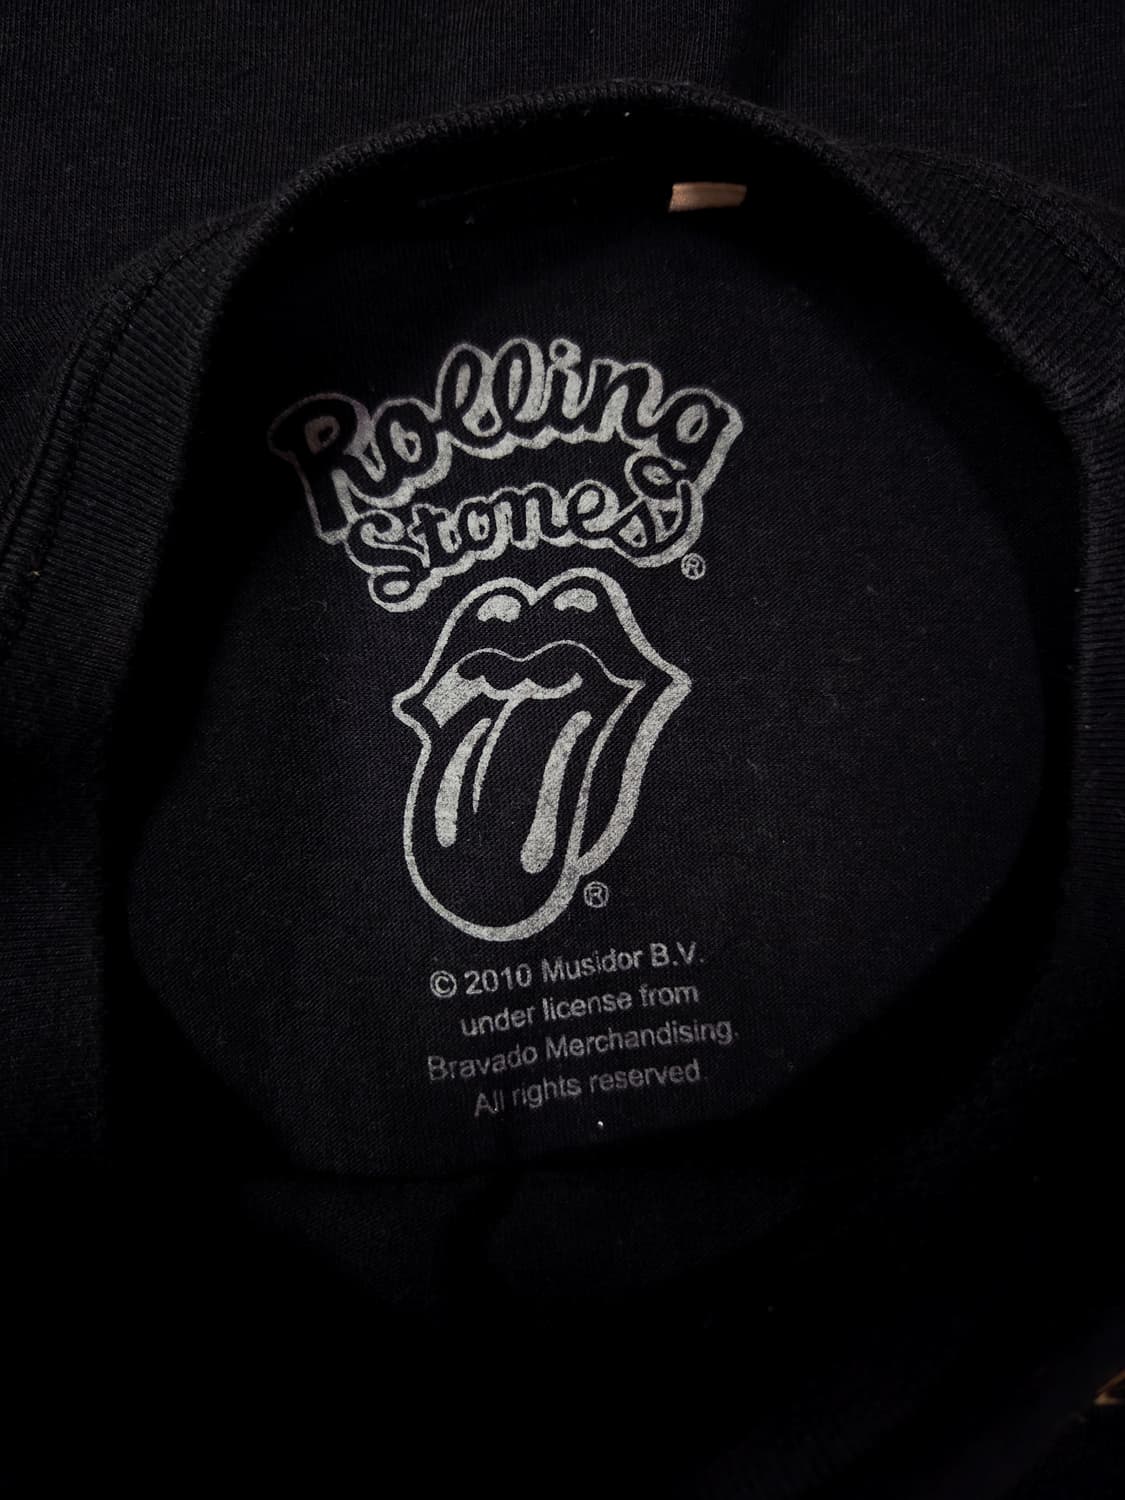 Rolling
Stones®
®
© 2010 Musidor B.V.
under license from
Bravado Merchandising.
All rights reserved.